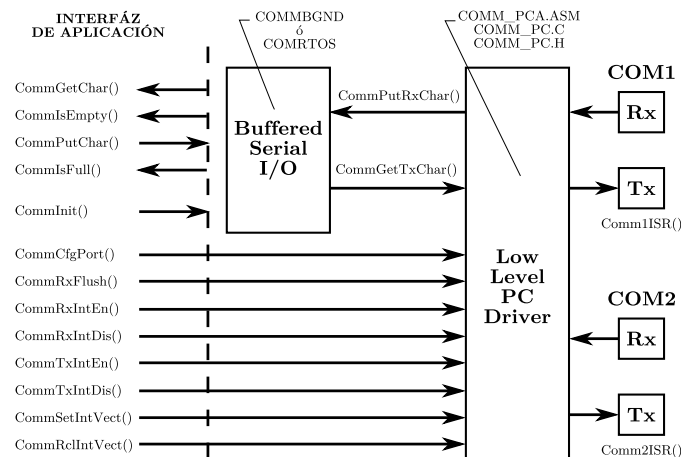 INTERFÁZ
DE APLICACIÓN
COMMBGND
ó
COMRTOS
COMM_PCA.ASM
COMM_PC.C
COMM_PC.H
CommGetChar()
CommIsEmpty()
CommPutChar()
CommIsFull()
CommInit()
CommCfgPort()
CommRxFlush()
CommRxIntEn()
CommRxIntDis()
CommTxIntEn()
CommTxIntDis()
CommSetIntVect()
CommRclIntVect()
Buffered
Serial
I/O
CommPutRxChar()
CommGetTxChar()
Low
Level
PC
Driver
COM1
Rx
Tx
Comm1ISR()
COM2
Rx
Tx
Comm2ISR()